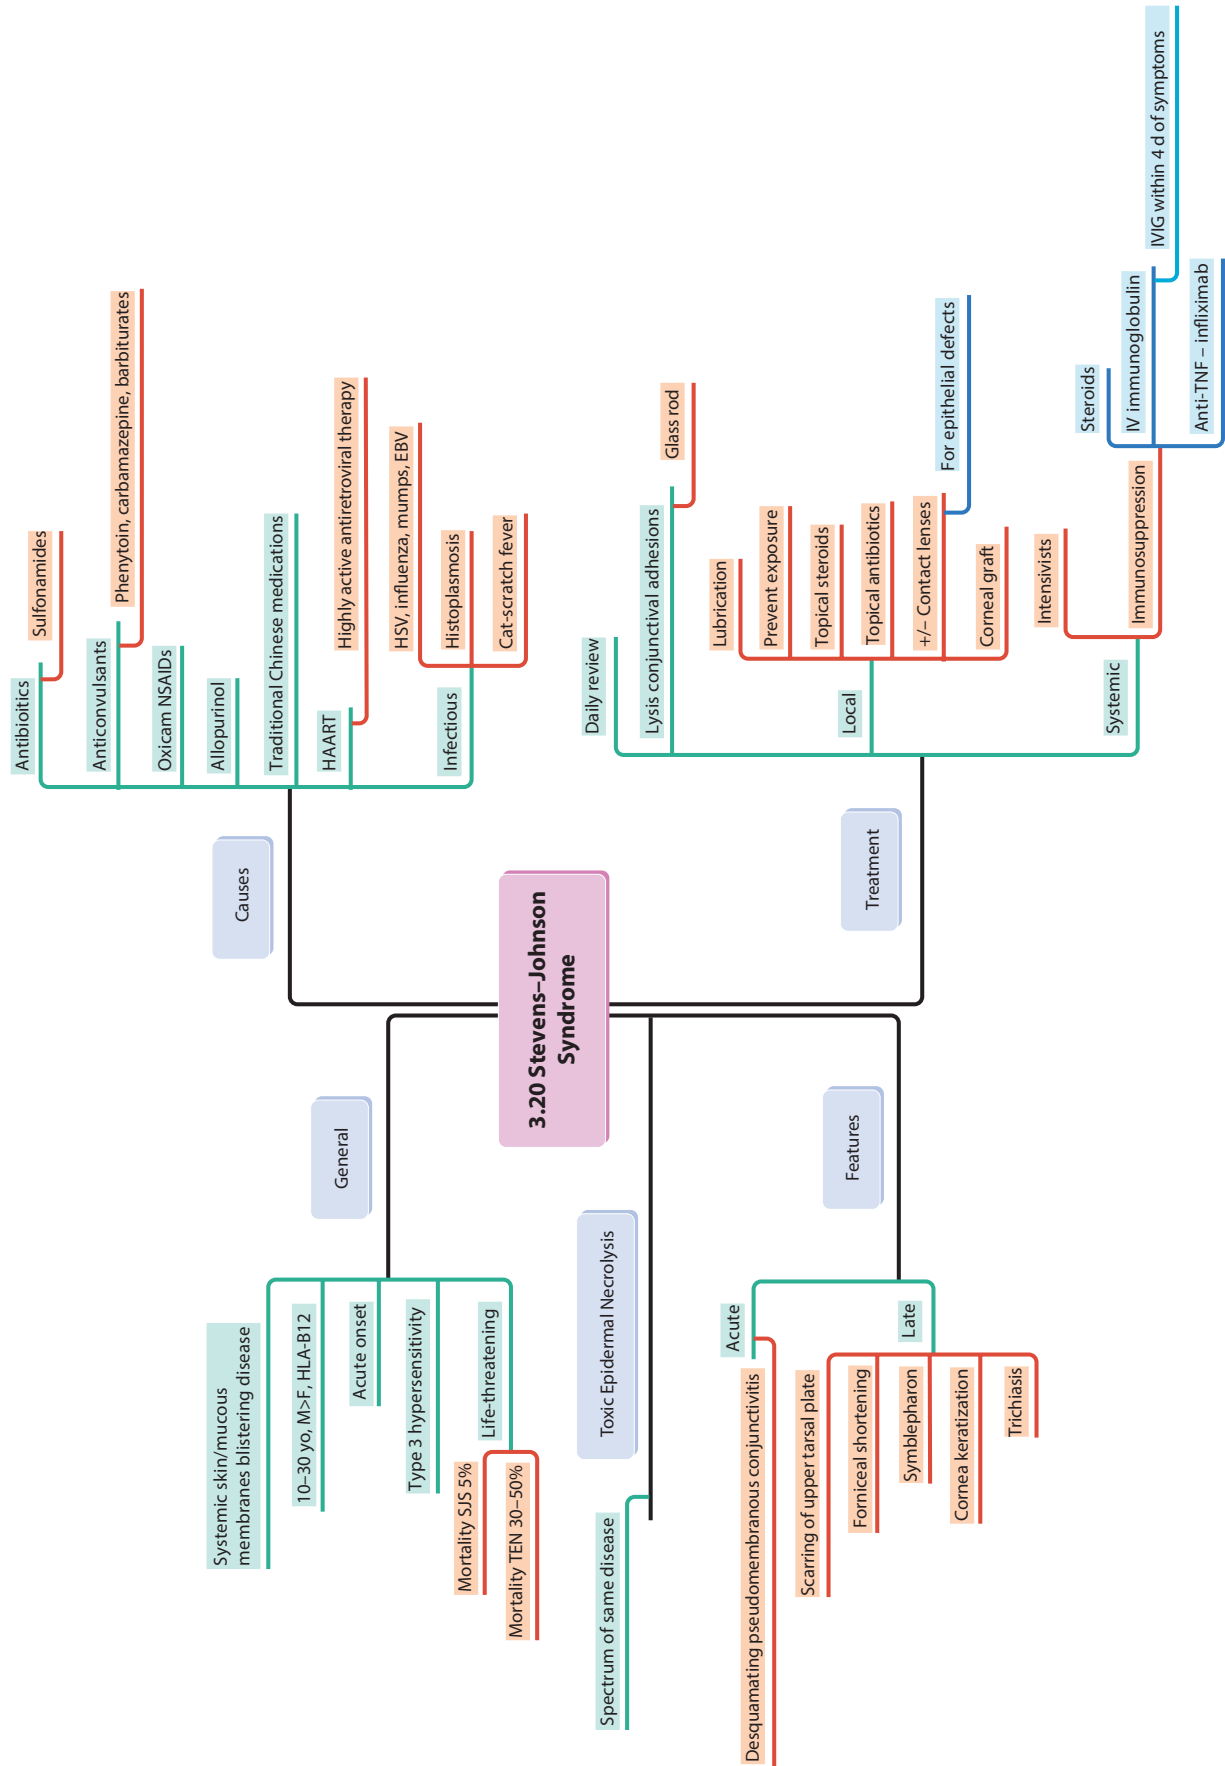 3.20 Stevens–Johnson
Syndrome
General
Systemic skin/mucous
membranes blistering disease
10–30 yo, M>F, HLA-B12
Acute onset
Type 3 hypersensitivity
Life-threatening
Mortality SJS 5%
Mortality TEN 30–50%
Toxic Epidermal Necrolysis
Spectrum of same disease
Features
Acute
Desquamating pseudomembranous conjunctivitis
Late
Scarring of upper tarsal plate
Forniceal shortening
Symblepharon
Cornea keratization
Trichiasis
Causes
Antibioitics
Sulfonamides
Anticonvulsants
Phenytoin, carbamazepine, barbiturates
Oxicam NSAIDs
Allopurinol
Traditional Chinese medications
HAART
Highly active antiretroviral therapy
Infectious
HSV, influenza, mumps, EBV
Histoplasmosis
Cat-scratch fever
Treatment
Daily review
Lysis conjunctival adhesions
Glass rod
Local
Lubrication
Prevent exposure
Topical steroids
Topical antibiotics
+/− Contact lenses
For epithelial defects
Corneal graft
Systemic
Intensivists
Immunosuppression
Steroids
IV immunoglobulin
IVIG within 4 d of symptoms
Anti-TNF – infliximab